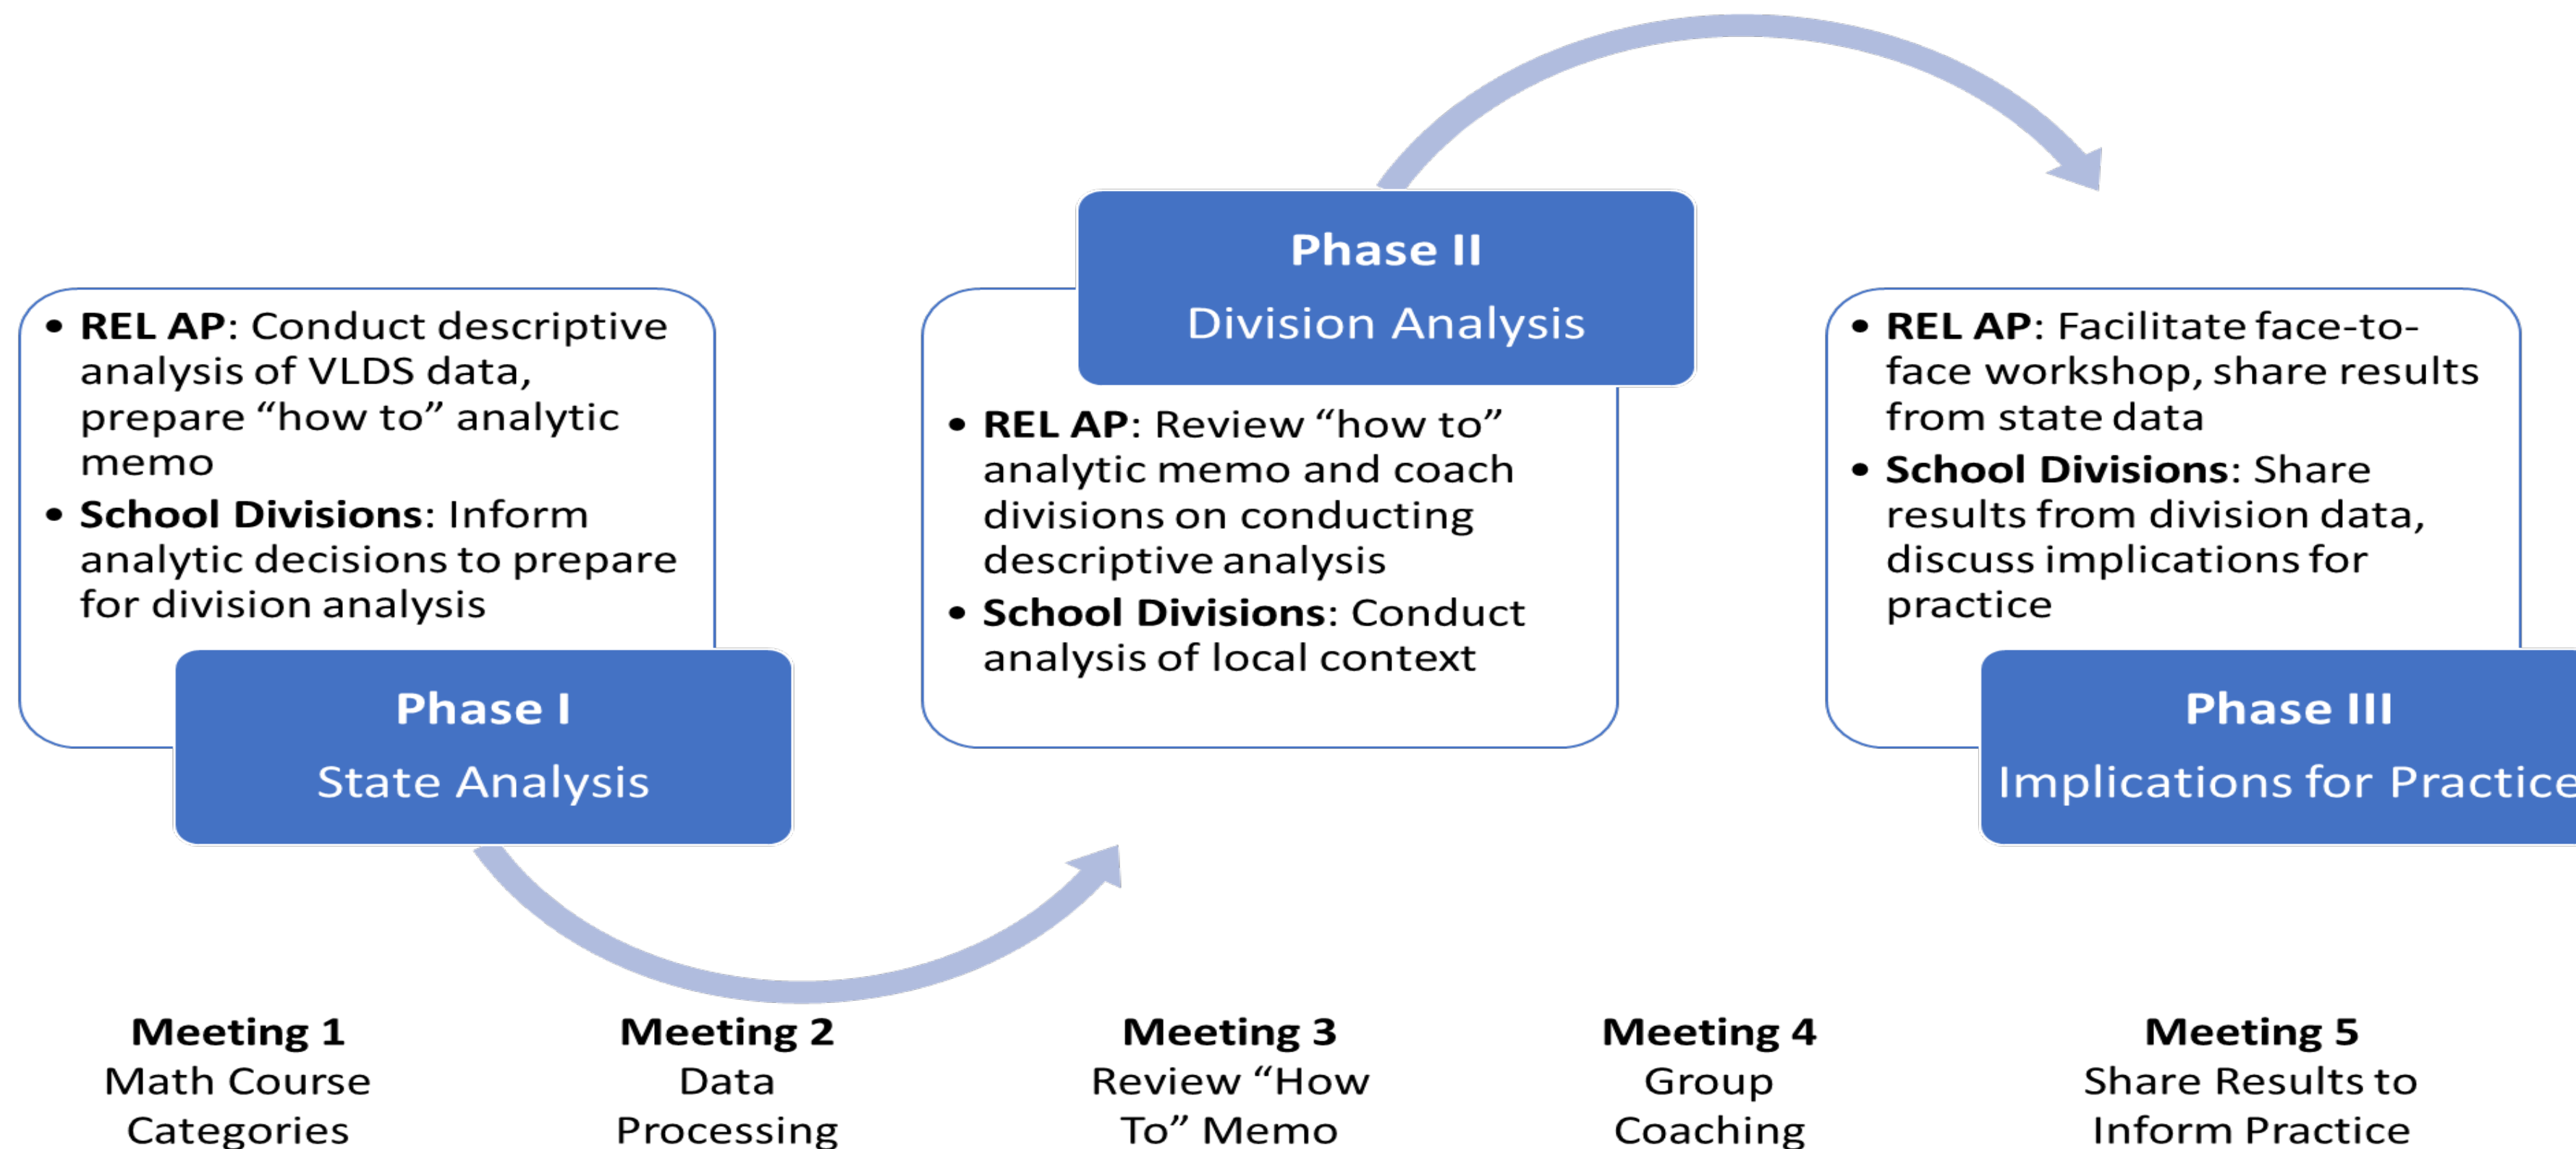 • REL AP: Conduct descriptive
analysis of VLDS data,
prepare “how to” analytic
memo
• School Divisions: Inform
analytic decisions to prepare
for division analysis
Phase I
State Analysis
Phase II
Division Analysis
• REL AP: Review “how to”
analytic memo and coach
divisions on conducting
descriptive analysis
• School Divisions: Conduct
analysis of local context
• REL AP: Facilitate face-to-
face workshop, share results
from state data
• School Divisions: Share
results from division data,
discuss implications for
practice
Phase III
Implications for Practice
Meeting 1
Math Course
Categories
Meeting 2
Data
Processing
Meeting 3
Review “How
To” Memo
Meeting 4
Group
Coaching
Meeting 5
Share Results to
Inform Practice